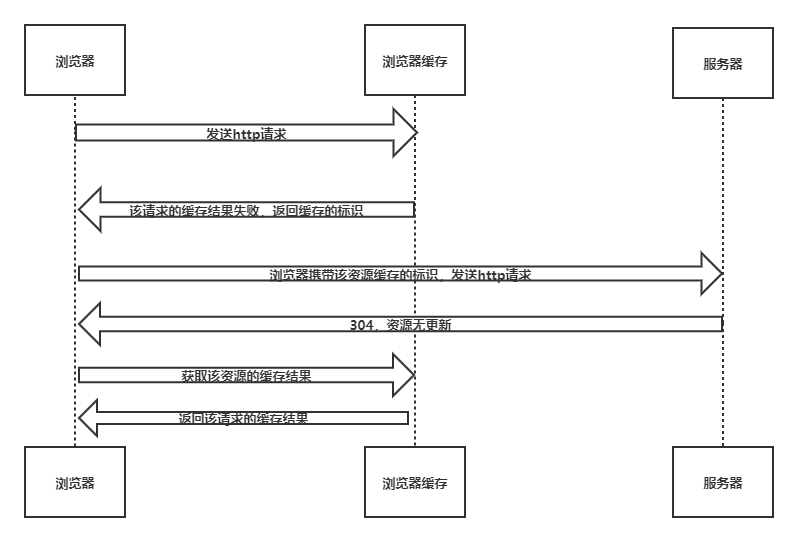 浏览器
浏览器缓存
服务器
发送http请求
该请求的缓存结果失败，返回缓存的标识
浏览器携带该资源缓存的标识，发送http请求
304，资源无更新
获取该资源的缓存结果
返回该请求的缓存结果
浏览器
浏览器缓存
服务器